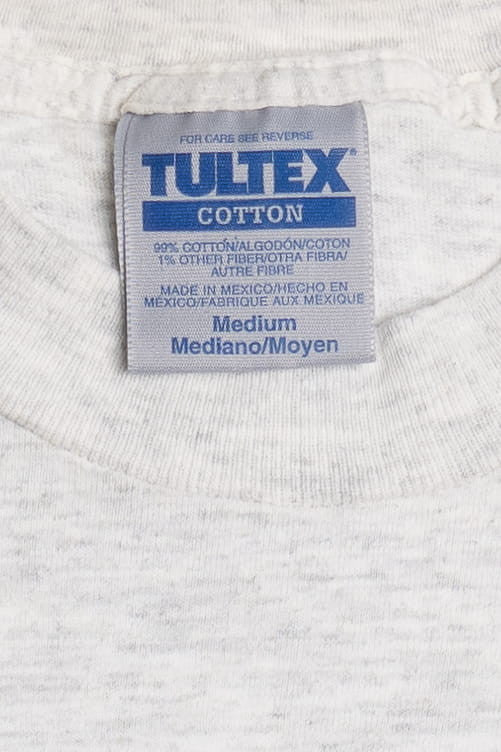 FOR CARE SEE REVERSE
TULTEX®
COTTON
99% COTTON/ALGODÓN/COTON
1% OTHER FIBER/OTRA FIBRA/
AUTRE FIBRE
MADE IN MEXICO/HECHO EN
MÉXICO/FABRIQUE AUX MEXIQUE
Medium
Mediano/Moyen